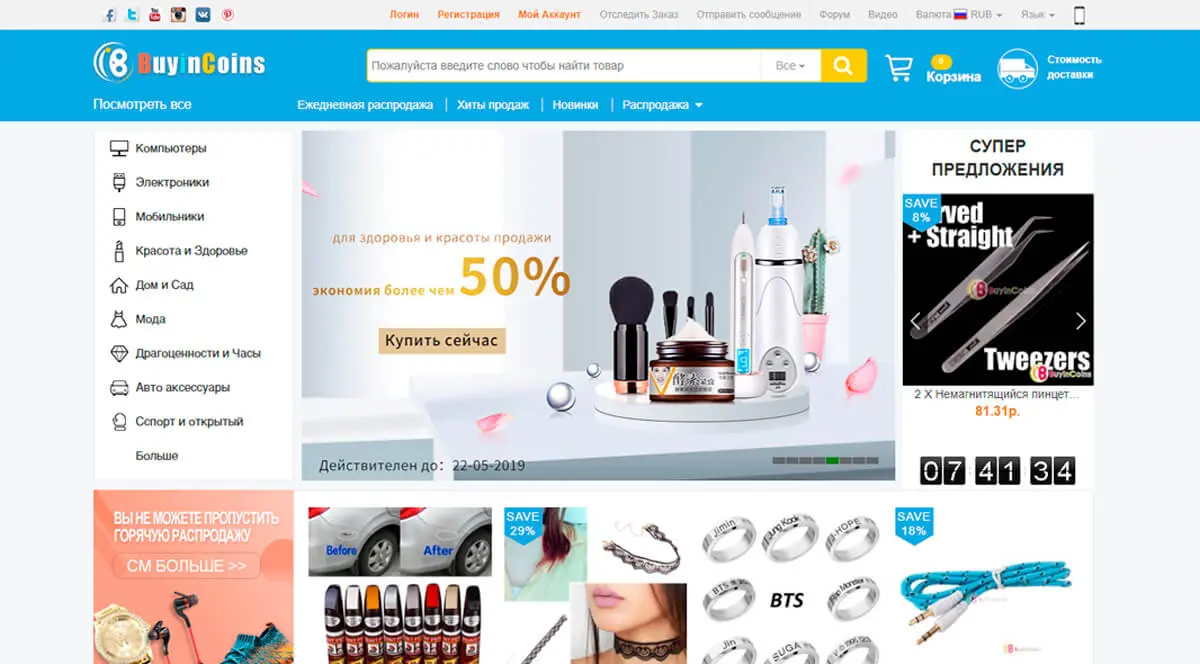 Логин
Регистрация
Мой Аккаунт
Отследить Заказ
Отправить сообщение
Форум
Видео
Валюта RUB
Язык
BuyinCoins
Пожалуйста введите слово чтобы найти товар
Все
0
Корзина
Стоимость
доставки
Посмотреть все
Ежедневная распродажа
Хиты продаж
Новинки
Распродажа
Компьютеры
Электроники
Мобильники
Красота и Здоровье
Дом и Сад
Мода
Драгоценности и Часы
Авто аксессуары
Сспорт и открытый
Больше
для здоровья и красоты продажи
экономия более чем 50%
Купить сейчас
Действителен до: 22-05-2019
СУПЕР
ПРЕДЛОЖЕНИЯ
SAVE
8%
rved
+ Straight
BuyinCoins
Tweezers
BuyinCoins
2 X Немагнитящийся пинцет...
81.31р.
07 41 34
ВЫ НЕ МОЖЕТЕ ПРОПУСТИТЬ
ГОРЯЧУЮ РАСПРОДАЖУ
СМ БОЛЬШЕ >>
Before
After
SAVE
29%
Jimin
Jung Kook
J-HOPE
BTS
BTS
Rap Monster
Jin
SUGA
SAVE
18%